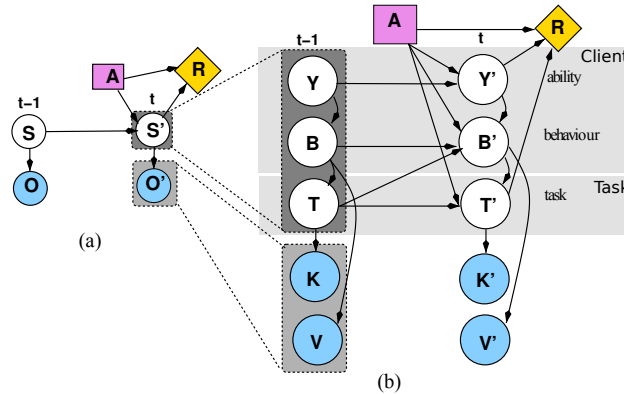 A
R
t-1
t
S
S'
O
O'
(a)
A
R
t-1
t
Client
Y
Y'
ability
B
B'
behaviour
Task
T
T'
task
K
K'
V
V'
(b)